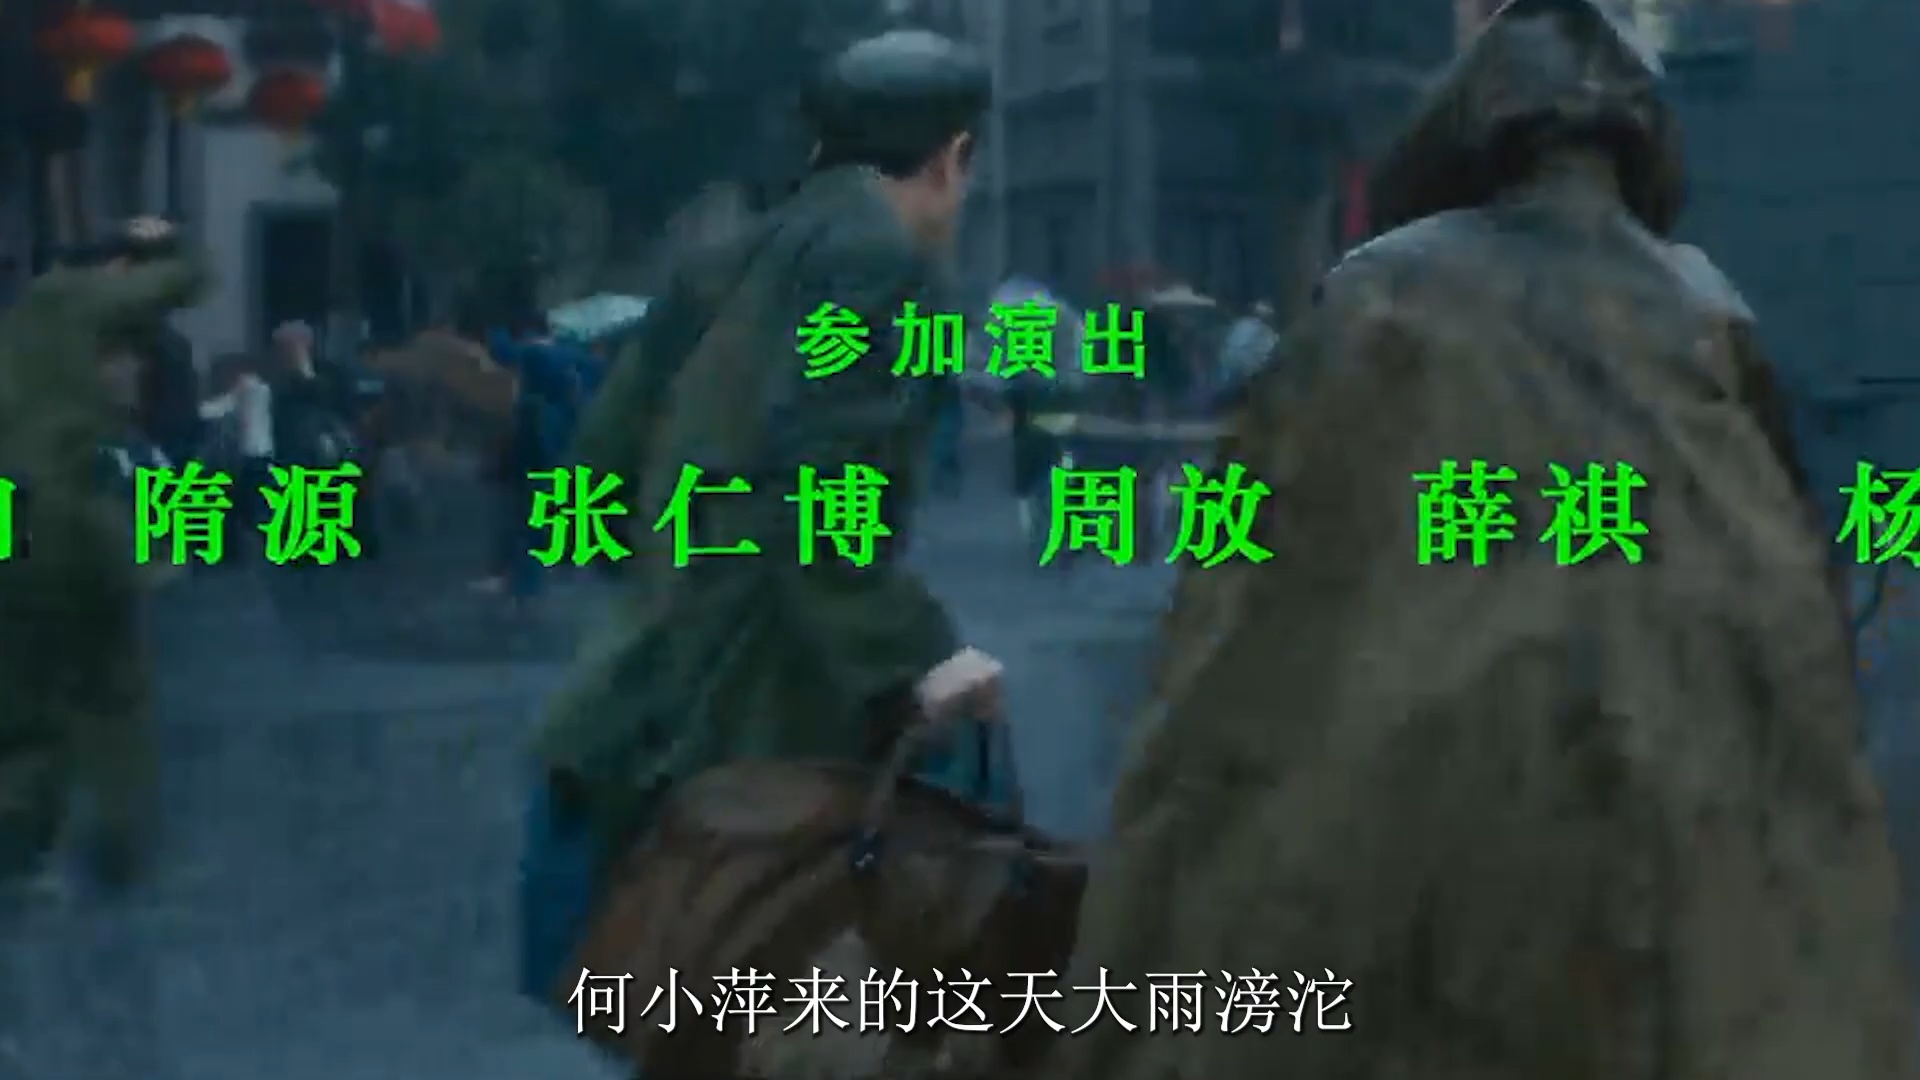 参加演出
隋源 张仁博 周放 薛祺 杨
何小萍来的这天大雨滂沱